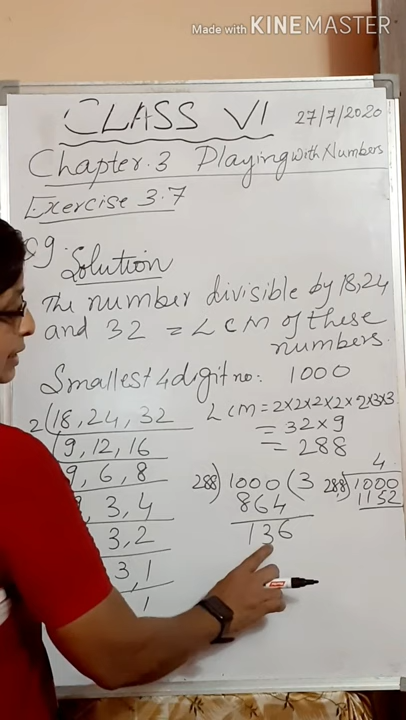 Made with KINEMASTER
CLASS VI 27/7/2020
Chapter.3 Playing with Numbers
Exercise 3.7
Q9. Solution
The number divisible by 18,24
and 32 = LCM of these
numbers.
Smallest 4digit no: 1000
2(18, 24, 32
9, 12, 16
9, 6, 8
, 3, 4
3, 2
3, 1
1
LCM = 2×2×2×2×2×3×3
= 32×9
= 288
288) 1000 (3
864
136
4
288) 1000
1152